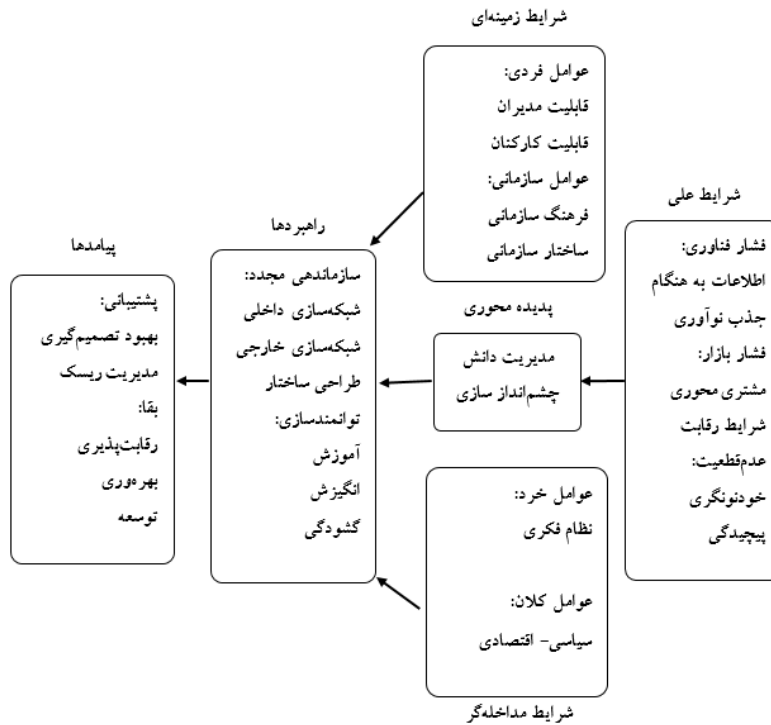 شرایط زمینه‌ای
عوامل فردی:
قابلیت مدیران
قابلیت کارکنان
عوامل سازمانی:
فرهنگ سازمانی
ساختار سازمانی
شرایط علی
فشار فناوری:
اطلاعات به هنگام
جذب نوآوری
فشار بازار:
مشتری محوری
شرایط رقابت
عدم‌قطعیت:
خودنونگری
پیچیدگی
پدیده محوری
مدیریت دانش
چشم‌انداز سازی
عوامل خرد:
نظام فکری
عوامل کلان:
سیاسی- اقتصادی
شرایط مداخله‌گر
راهبردها
سازماندهی مجدد:
شبکه‌سازی داخلی
شبکه‌سازی خارجی
طراحی ساختار
توانمندسازی:
آموزش
انگیزش
گشودگی
پیامدها
پشتیبانی:
بهبود تصمیم‌گیری
مدیریت ریسک
بقا:
رقابت‌پذیری
بهره‌وری
توسعه